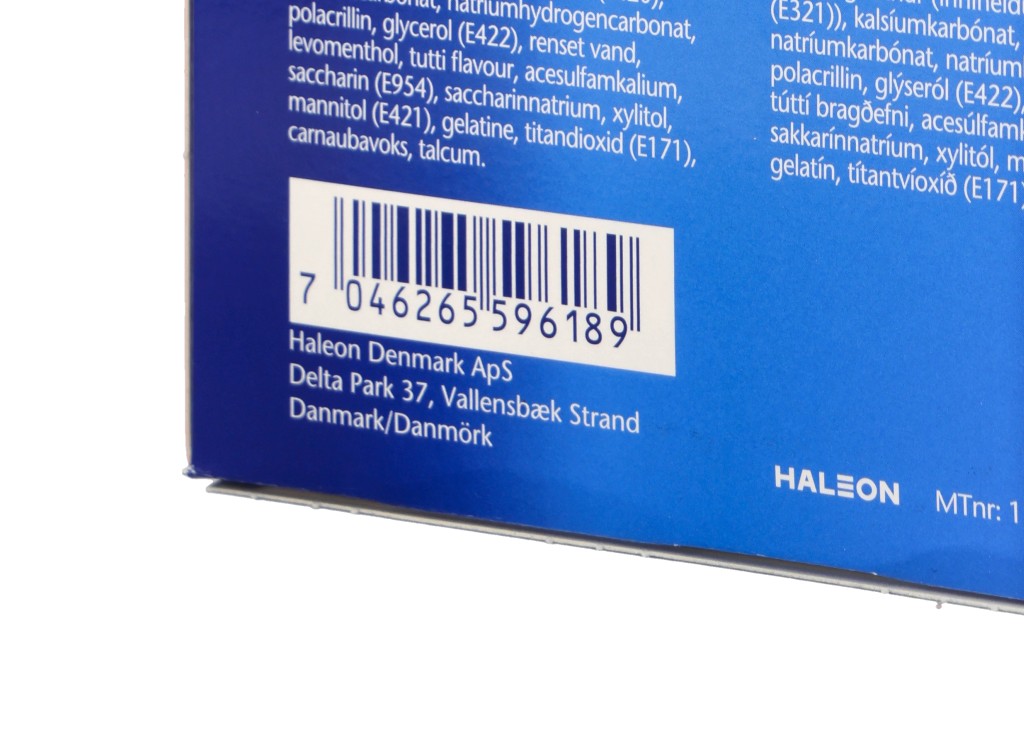 natriumhydrogencarbonat,
polacrillin, glycerol (E422), renset vand,
levomenthol, tutti flavour, acesulfamkalium,
saccharin (E954), saccharinnatrium, xylitol,
mannitol (E421), gelatine, titandioxid (E171),
carnaubavoks, talcum.
7 046265 596189
Haleon Denmark ApS
Delta Park 37, Vallensbæk Strand
Danmark/Danmörk
(E321)), kalsíumkarbónat,
natríumkarbónat, natríum
polacrillin, glýseról (E422),
túttí bragðefni, acesúlfam
sakkarínnatríum, xylitól, m
gelatín, títantvíoxíð (E171)
HALEON
MTnr: 1